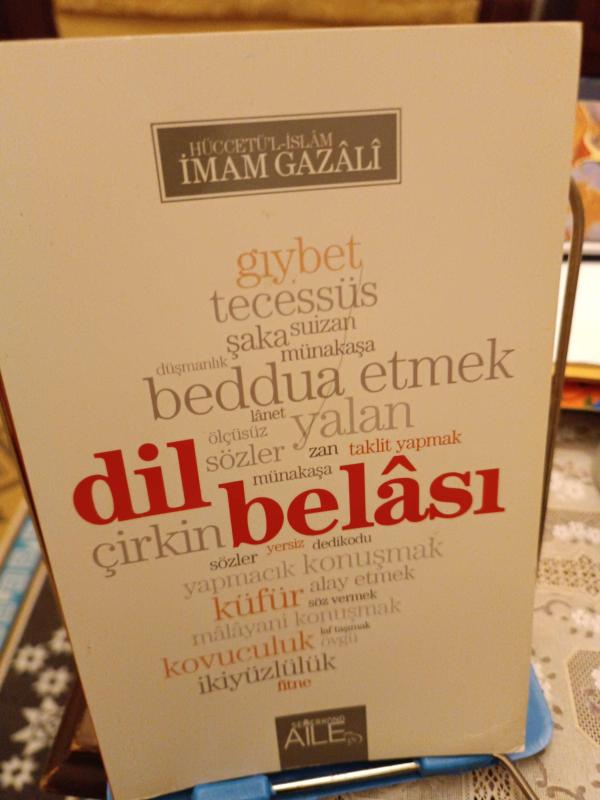 HÜCCETÜ'L-İSLÂM
İMAM GAZÂLÎ
gıybet
tecessüs
şaka suizan
münakaşa
düşmanlık
beddua etmek
lânet
ölçüsüz yalan
sözler zan taklit yapmak
münakaşa
dil belâsı
çirkin
sözler yersiz dedikodu
yapmacık konuşmak
küfür alay etmek
söz vermek
mâlâyani konuşmak
kovuculuk laf taşımak
övgü
ikiyüzlülük
fitne
SEMERKAND
AİLE